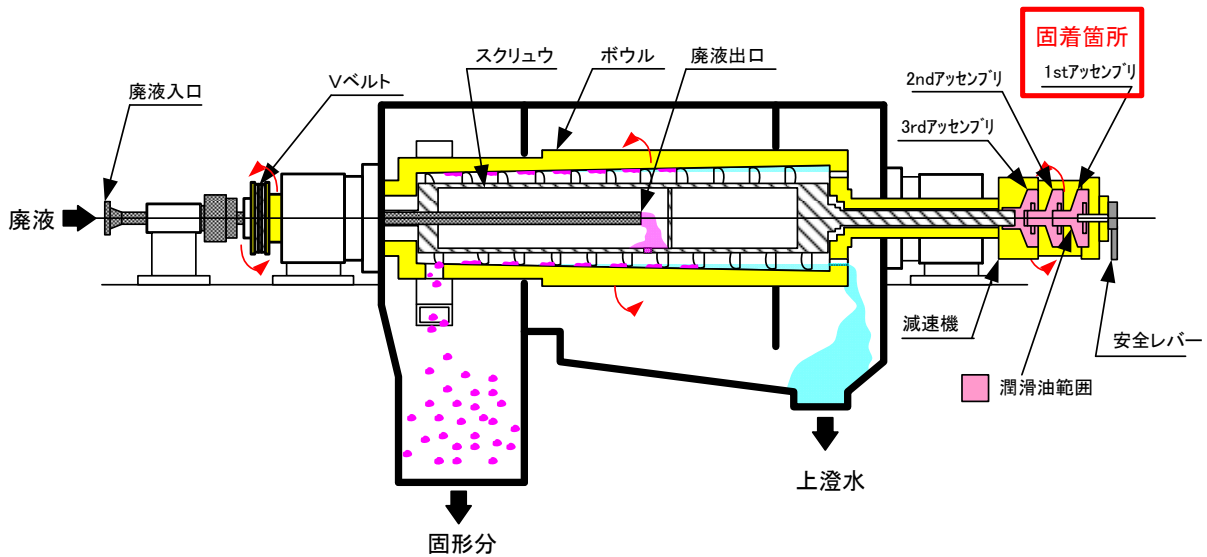 固着箇所
1stアッセンブリ
2ndアッセンブリ
3rdアッセンブリ
スクリュウ
ボウル
廃液出口
Vベルト
廃液入口
廃液
減速機
安全レバー
潤滑油範囲
上澄水
固形分